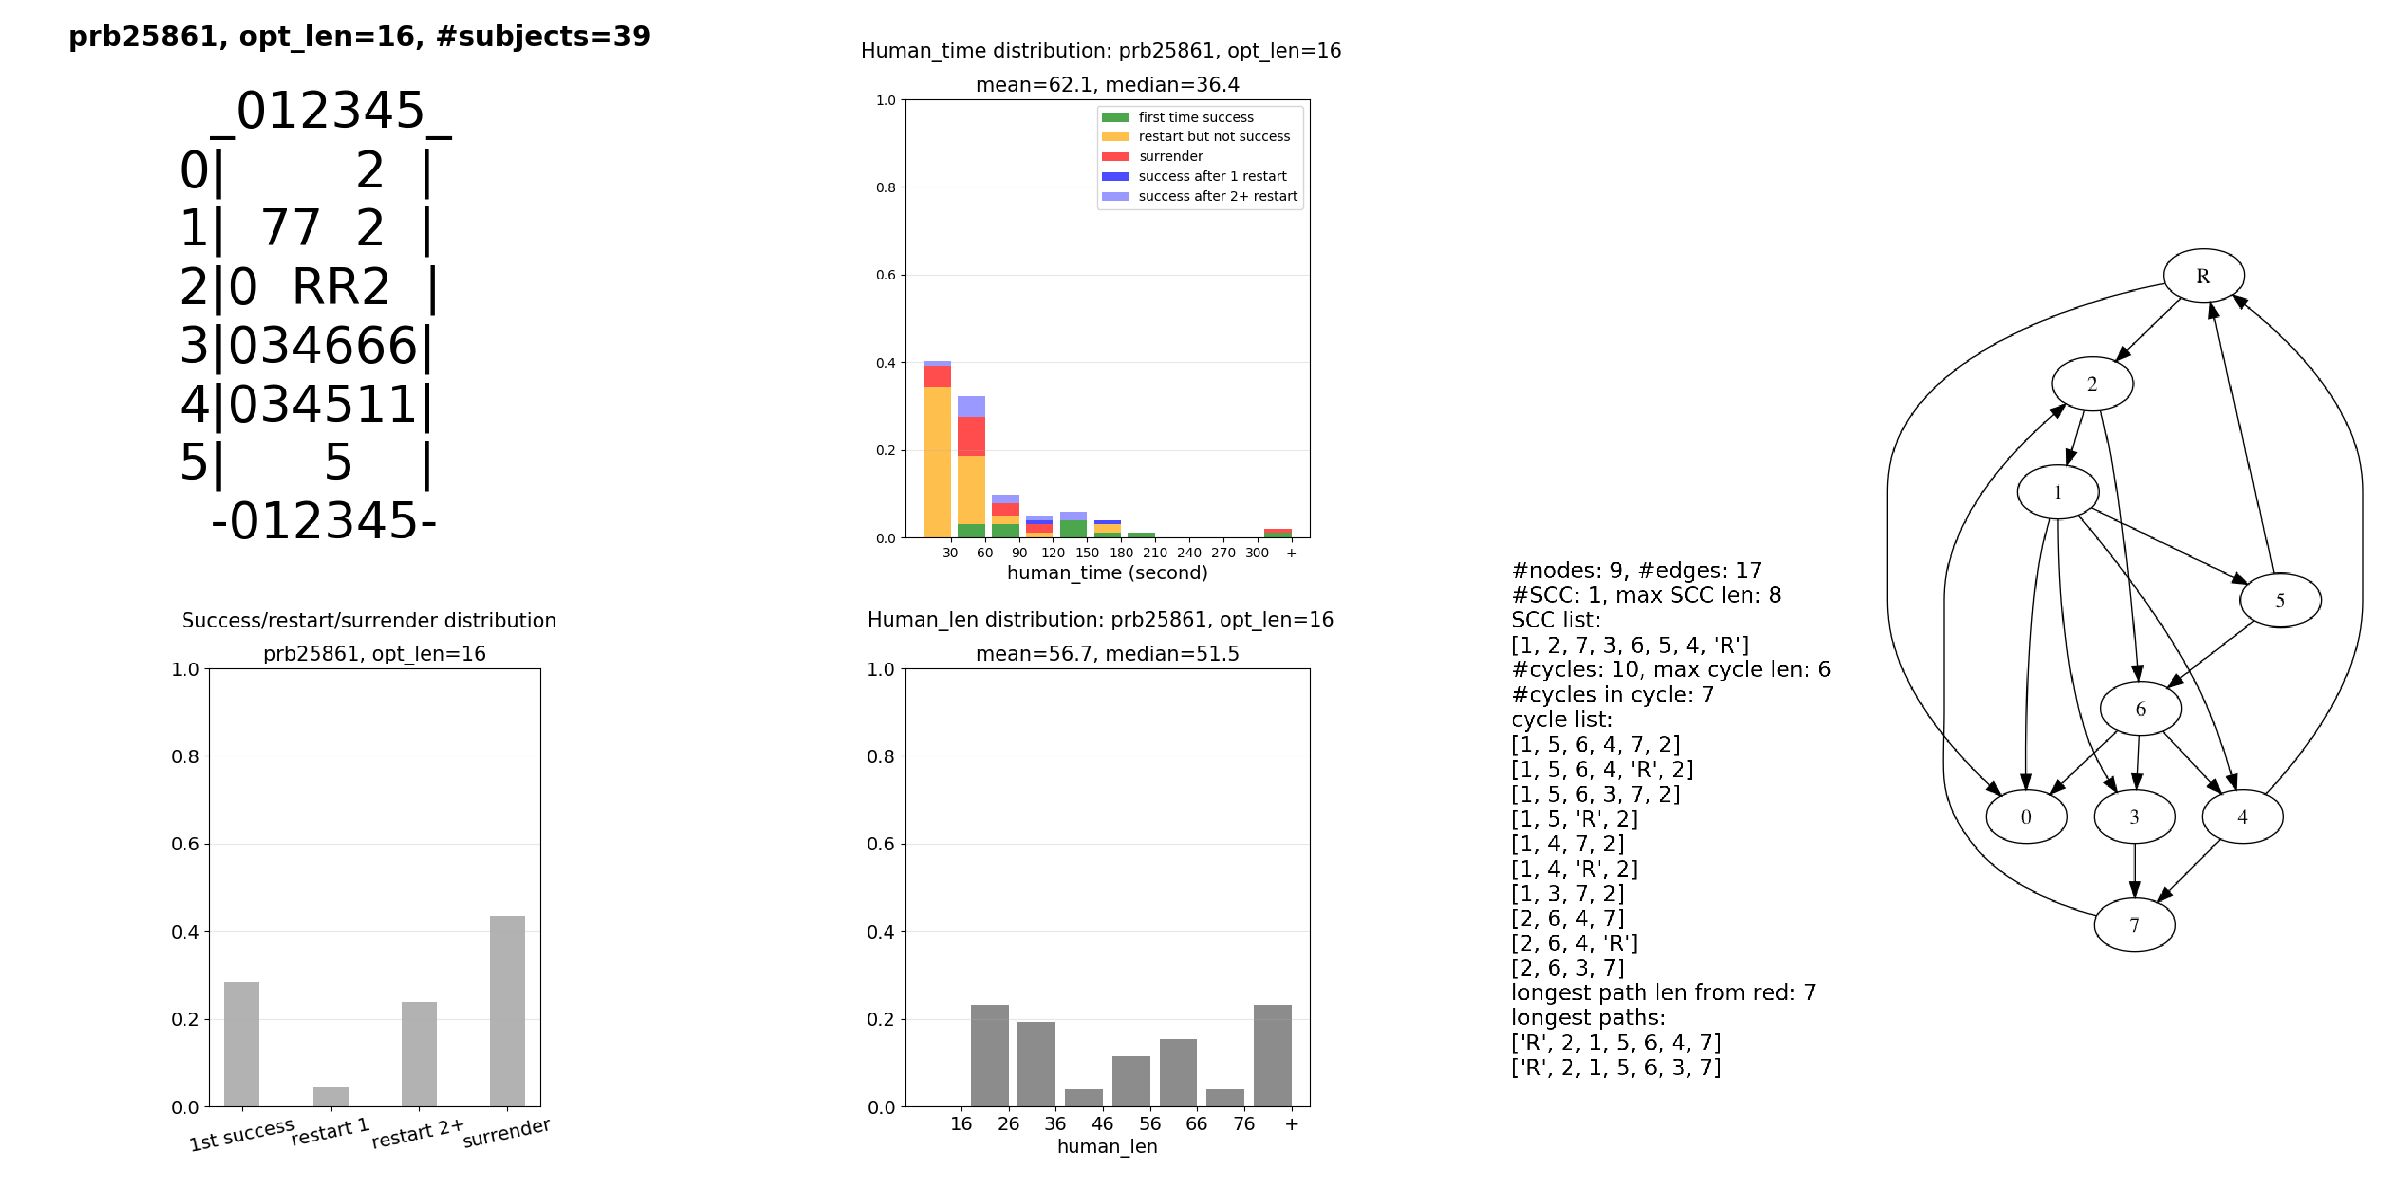 prb25861, opt_len=16, #subjects=39
_012345_
0|    2 |
1| 77 2 |
2|0 RR2 |
3|034666|
4|034511|
5|   5  |
-012345-
Human_time distribution: prb25861, opt_len=16
mean=62.1, median=36.4
1.0
0.8
0.6
0.4
0.2
0.0
first time success
restart but not success
surrender
success after 1 restart
success after 2+ restart
30 60 90 120 150 180 210 240 270 300 +
human_time (second)
Success/restart/surrender distribution
prb25861, opt_len=16
1.0
0.8
0.6
0.4
0.2
0.0
1st success restart 1 restart 2+ surrender
Human_len distribution: prb25861, opt_len=16
mean=56.7, median=51.5
1.0
0.8
0.6
0.4
0.2
0.0
16 26 36 46 56 66 76 +
human_len
#nodes: 9, #edges: 17
#SCC: 1, max SCC len: 8
SCC list:
[1, 2, 7, 3, 6, 5, 4, 'R']
#cycles: 10, max cycle len: 6
#cycles in cycle: 7
cycle list:
[1, 5, 6, 4, 7, 2]
[1, 5, 6, 4, 'R', 2]
[1, 5, 6, 3, 7, 2]
[1, 5, 'R', 2]
[1, 4, 7, 2]
[1, 4, 'R', 2]
[1, 3, 7, 2]
[2, 6, 4, 7]
[2, 6, 4, 'R']
[2, 6, 3, 7]
longest path len from red: 7
longest paths:
['R', 2, 1, 5, 6, 4, 7]
['R', 2, 1, 5, 6, 3, 7]
R
2
1
5
6
0
3
4
7